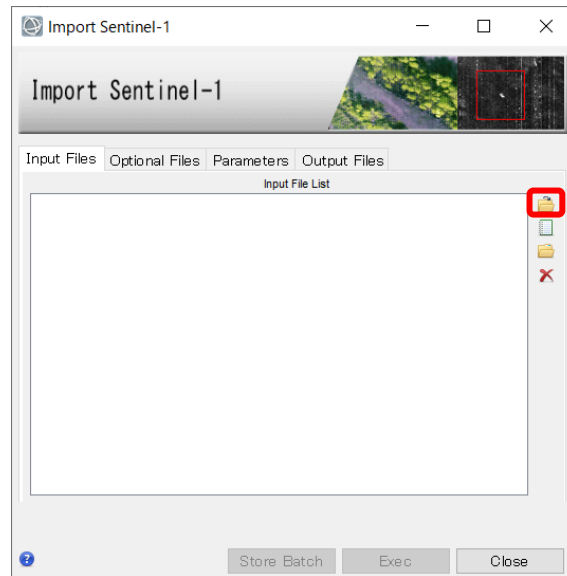 Import Sentinel-1
Import Sentinel-1
Input Files Optional Files Parameters Output Files
Input File List
Store Batch Exec Close